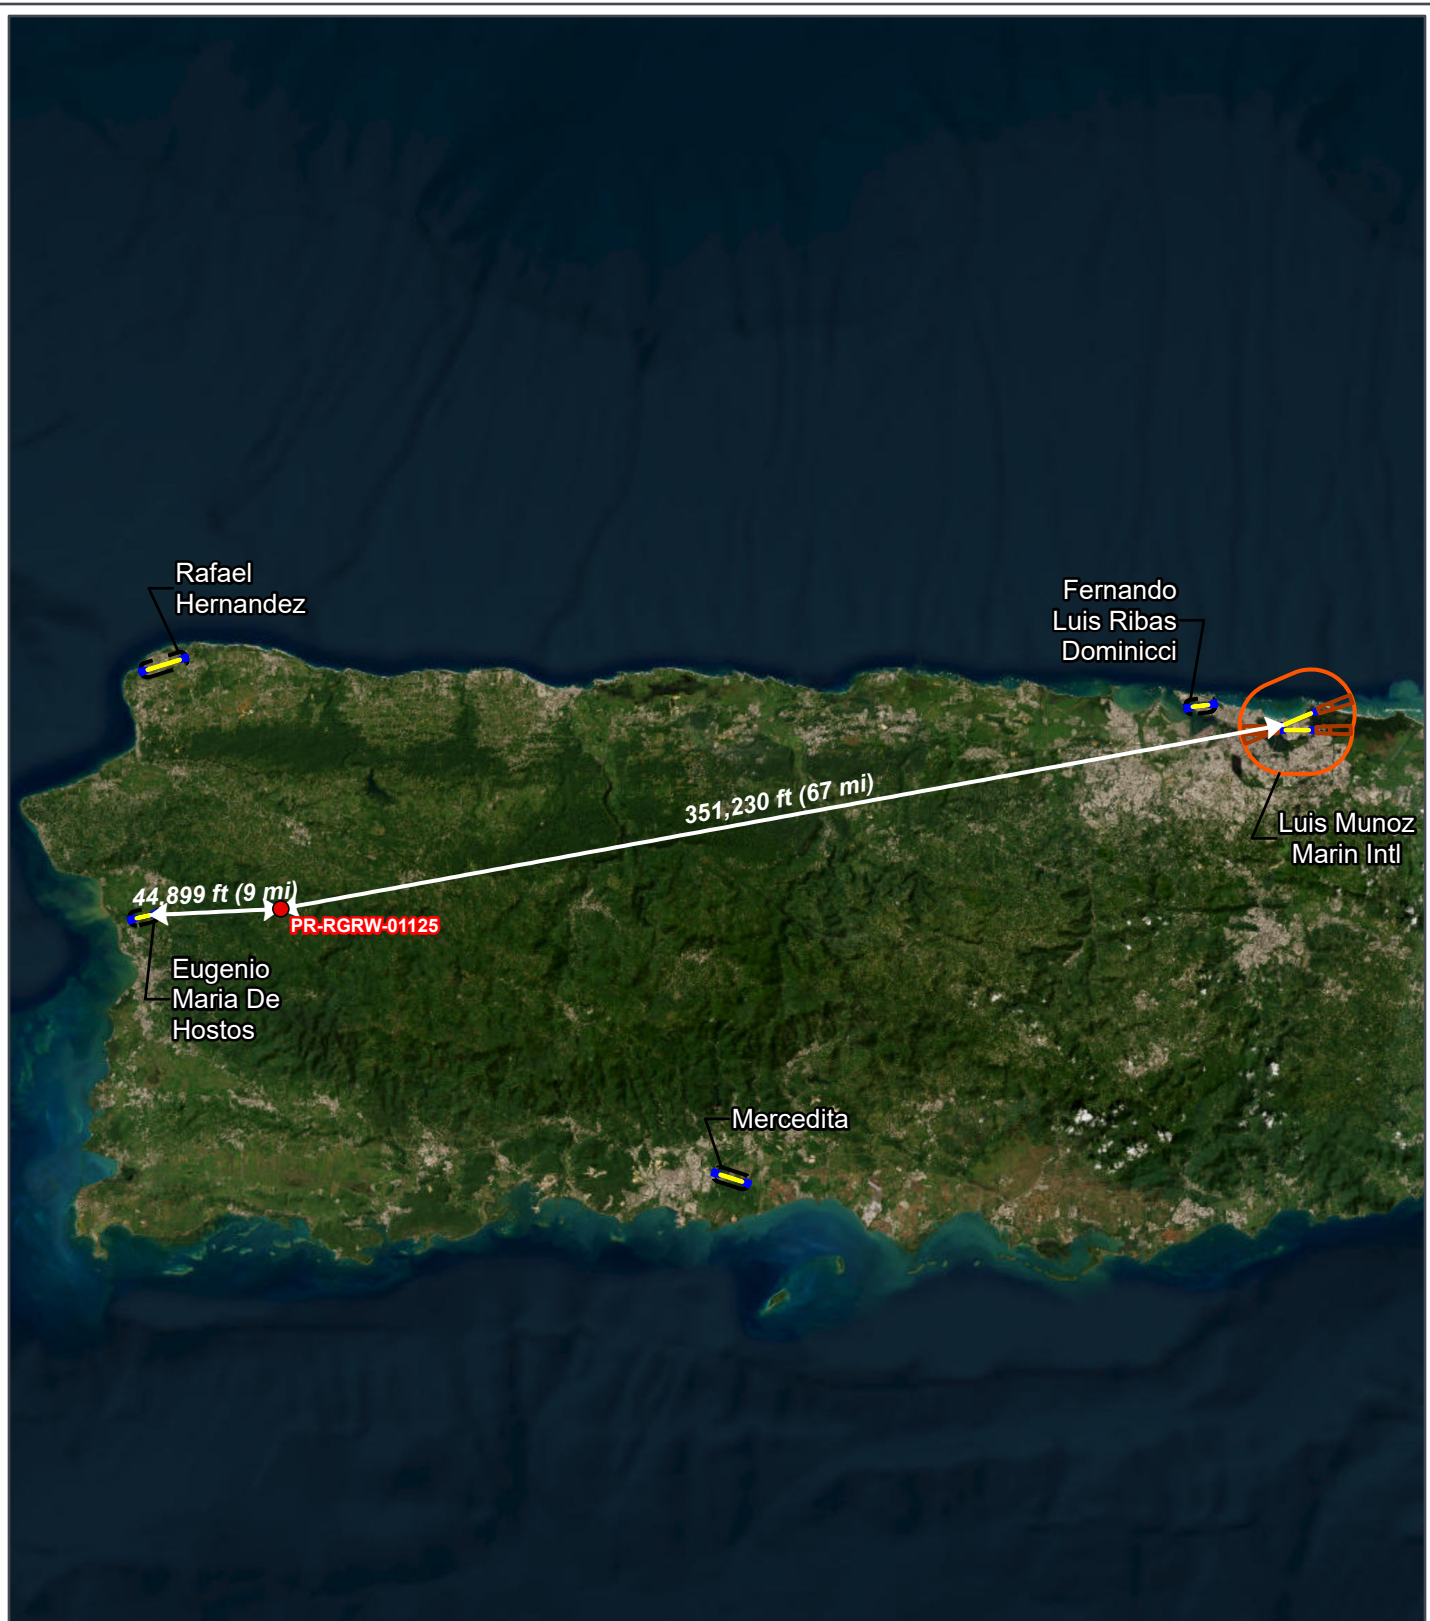 Rafael
Hernandez
Fernando
Luis Ribas
Dominicci
351,230 ft (67 mi)
Luis Munoz
Marin Intl
44,899 ft (9 mi)
PR-RGRW-01125
Eugenio
Maria De
Hostos
Mercedita